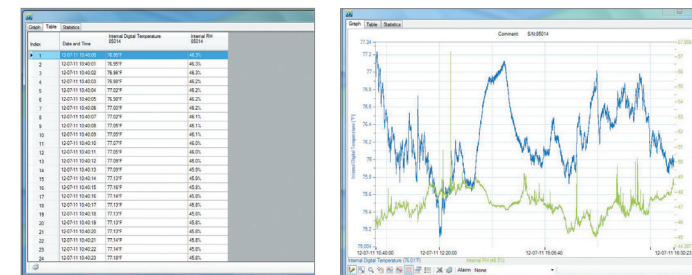 Graph Table Statistics
Index Date and Time Internal Digital Temperature 85014 Internal RH 85014
1 12-07-11 10:40:00 76.95°F 46.3%
2 12-07-11 10:40:01 76.95°F 46.3%
3 12-07-11 10:40:02 76.98°F 46.3%
4 12-07-11 10:40:03 76.98°F 46.2%
5 12-07-11 10:40:04 77.02°F 46.2%
6 12-07-11 10:40:05 76.98°F 46.2%
7 12-07-11 10:40:06 77.02°F 46.2%
8 12-07-11 10:40:07 77.02°F 46.1%
9 12-07-11 10:40:08 77.05°F 46.1%
10 12-07-11 10:40:09 77.05°F 46.1%
11 12-07-11 10:40:10 77.07°F 46.0%
12 12-07-11 10:40:11 77.05°F 46.0%
13 12-07-11 10:40:12 77.09°F 46.0%
14 12-07-11 10:40:13 77.09°F 45.9%
15 12-07-11 10:40:14 77.13°F 45.9%
16 12-07-11 10:40:15 77.16°F 45.8%
17 12-07-11 10:40:16 77.14°F 45.8%
18 12-07-11 10:40:17 77.13°F 45.8%
19 12-07-11 10:40:18 77.13°F 45.8%
20 12-07-11 10:40:19 77.13°F 45.8%
21 12-07-11 10:40:20 77.13°F 45.8%
22 12-07-11 10:40:21 77.14°F 45.8%
23 12-07-11 10:40:22 77.14°F 45.8%
24 12-07-11 10:40:23 77.18°F 45.8%
Graph Table Statistics
Comment: S/N:85014
77.24
77
76.8
76.6
76.4
76.2
76
75.8
75.6
75.4
75.2
75.004
Internal Digital Temperature (°F)
12-07-11 10:40:00 12-07-11 12:20:00 12-07-11 15:06:40 12-07-11 16:30:23
Internal Digital Temperature (76.01°F)
Alarm None